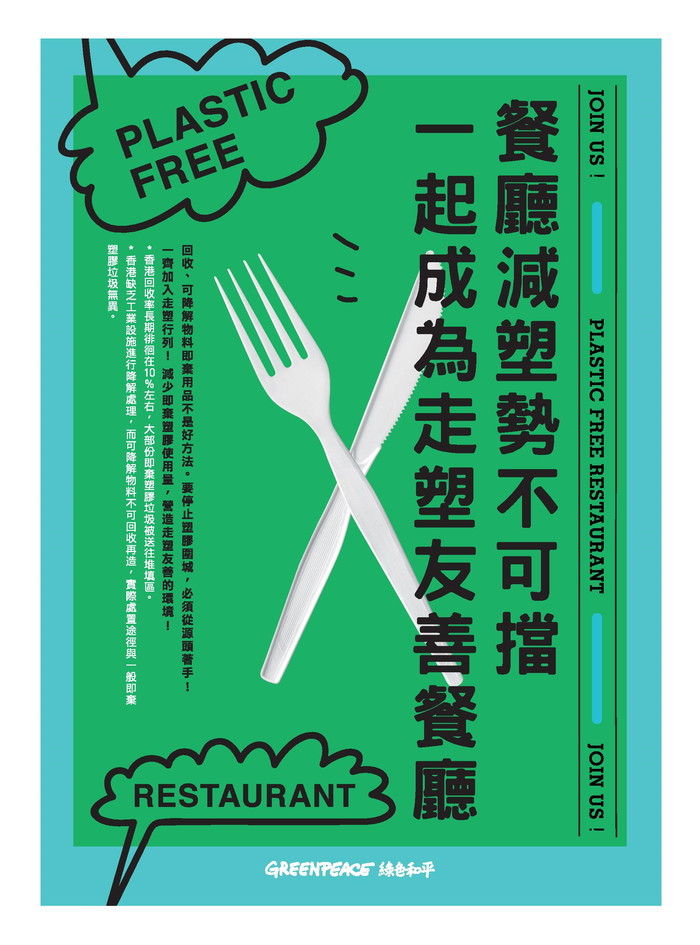 PLASTIC
FREE
JOIN US !
PLASTIC FREE RESTAURANT
JOIN US !
餐廳減塑勢不可擋
一起成為走塑友善餐廳
回收、可降解物料即棄用品不是好方法。要停止塑膠圍城，必須從源頭著手！
一齊加入走塑行列！減少即棄塑膠使用量，營造走塑友善的環境！
*香港回收率長期徘徊在10%左右，大部份即棄塑膠垃圾被送往堆填區。
*香港缺乏工業設施進行降解處理，而可降解物料不可回收再造，實際處置途徑與一般即棄
塑膠垃圾無異。
RESTAURANT
GREENPEACE 綠色和平